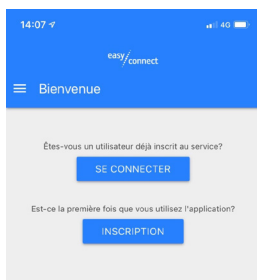 14:07
4G
easy/connect
Bienvenue
Êtes-vous un utilisateur déjà inscrit au service?
SE CONNECTER
Est-ce la première fois que vous utilisez l'application?
INSCRIPTION